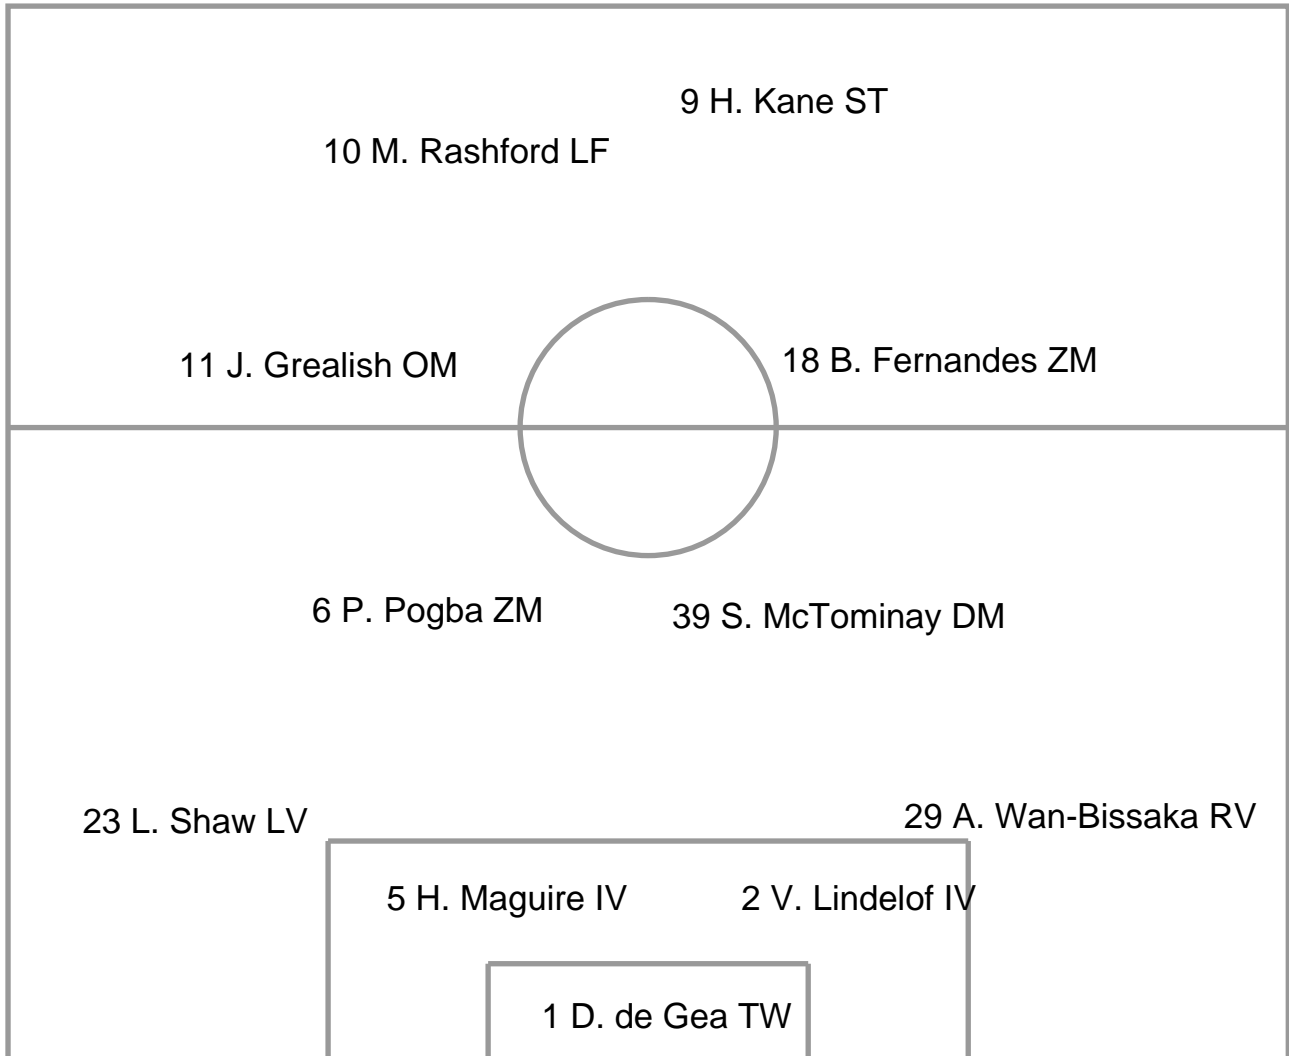 9 H. Kane ST
10 M. Rashford LF
11 J. Grealish OM
18 B. Fernandes ZM
6 P. Pogba ZM
39 S. McTominay DM
23 L. Shaw LV
29 A. Wan-Bissaka RV
5 H. Maguire IV
2 V. Lindelof IV
1 D. de Gea TW